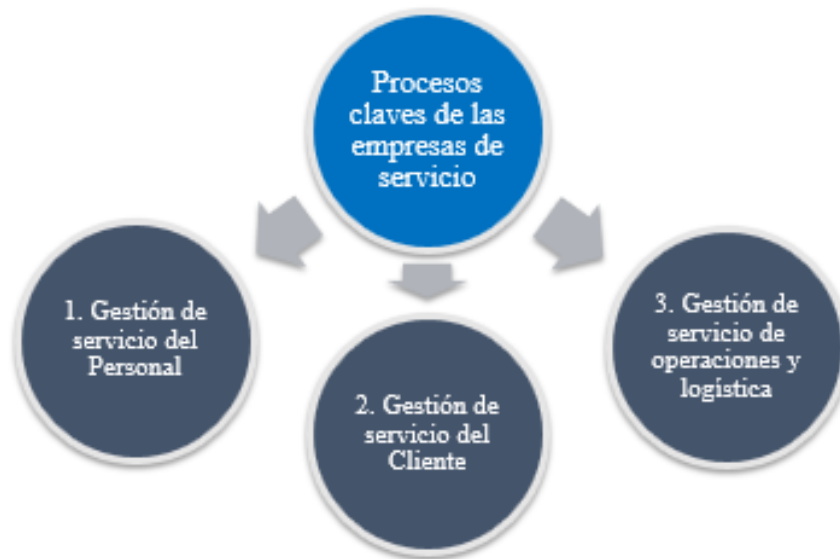 Procesos
claves de las
empresas de
servicio
1. Gestión de
servicio del
Personal
2. Gestión de
servicio del
Cliente
3. Gestión de
servicio de
operaciones y
logística